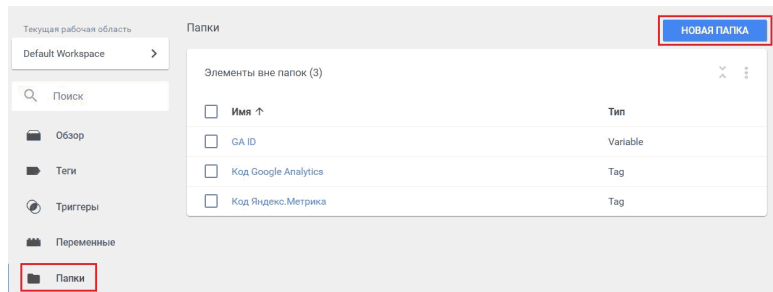 Текущая рабочая область
Default Workspace
Поиск
Обзор
Теги
Триггеры
Переменные
Папки
Папки
НОВАЯ ПАПКА
Элементы вне папок (3)
Имя ↑ Тип
GA ID Variable
Код Google Analytics Tag
Код Яндекс.Метрика Tag